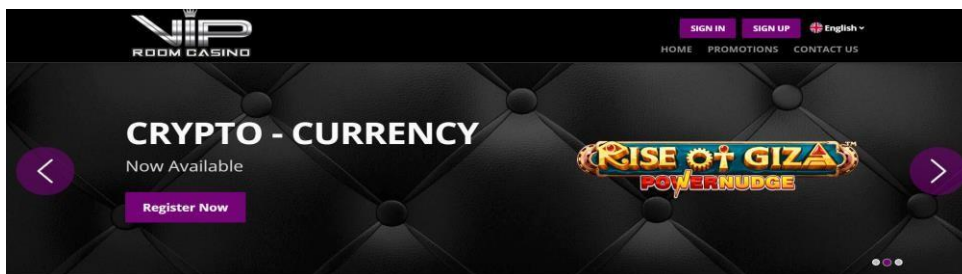 VIP
ROOM CASINO
SIGN IN
SIGN UP
English
HOME
PROMOTIONS
CONTACT US
CRYPTO - CURRENCY
Now Available
Register Now
RISE OF GIZA™
POWERNUDGE